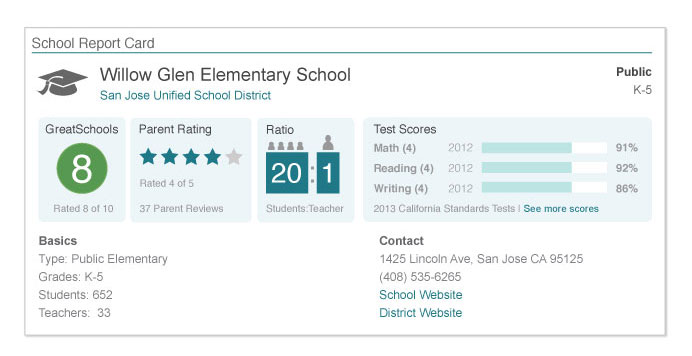 School Report Card
Willow Glen Elementary School
San Jose Unified School District
Public
K-5
GreatSchools
8
Rated 8 of 10
Parent Rating
Rated 4 of 5
37 Parent Reviews
Ratio
20:1
Students:Teacher
Test Scores
Math (4) 2012 91%
Reading (4) 2012 92%
Writing (4) 2012 86%
2013 California Standards Tests | See more scores
Basics
Type: Public Elementary
Grades: K-5
Students: 652
Teachers: 33
Contact
1425 Lincoln Ave, San Jose CA 95125
(408) 535-6265
School Website
District Website